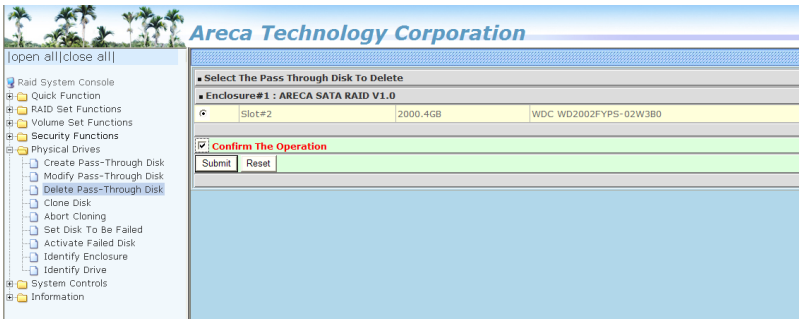 Areca Technology Corporation
|open all|close all|
Raid System Console
Quick Function
RAID Set Functions
Volume Set Functions
Security Functions
Physical Drives
Create Pass-Through Disk
Modify Pass-Through Disk
Delete Pass-Through Disk
Clone Disk
Abort Cloning
Set Disk To Be Failed
Activate Failed Disk
Identify Enclosure
Identify Drive
System Controls
Information
Select The Pass Through Disk To Delete
Enclosure#1 : ARECA SATA RAID V1.0
Slot#2 2000.4GB WDC WD2002FYPS-02W3B0
Confirm The Operation
Submit Reset